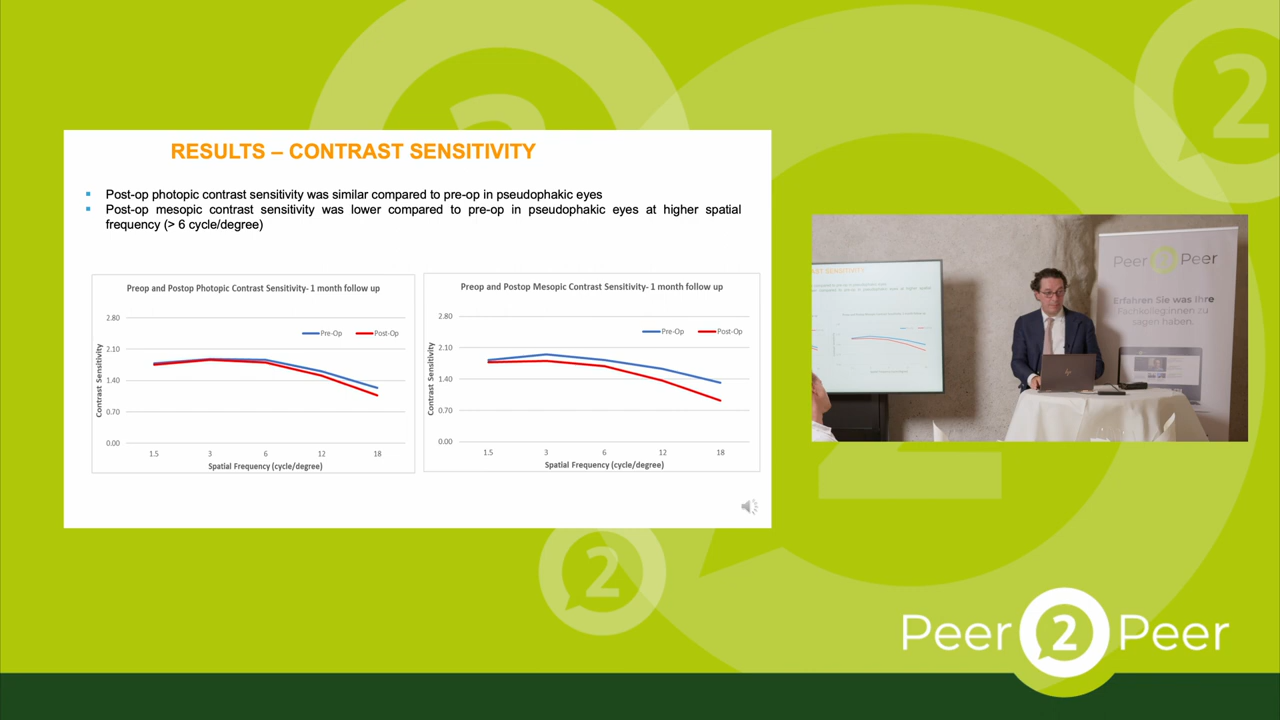 RESULTS – CONTRAST SENSITIVITY
Post-op photopic contrast sensitivity was similar compared to pre-op in pseudophakic eyes
Post-op mesopic contrast sensitivity was lower compared to pre-op in pseudophakic eyes at higher spatial
frequency (> 6 cycle/degree)
Preop and Postop Photopic Contrast Sensitivity- 1 month follow up
2.80
Pre-Op Post-Op
2.10
1.40
0.70
0.00
Contrast Sensitivity
1.5 3 6 12 18
Spatial Frequency (cycle/degree)
Preop and Postop Mesopic Contrast Sensitivity- 1 month follow up
2.80
Pre-Op Post-Op
2.10
1.40
0.70
0.00
Contrast Sensitivity
1.5 3 6 12 18
Spatial Frequency (cycle/degree)
Peer 2 Peer
Erfahren Sie was Ihre
Fachkolleg:innen zu
sagen haben.
2
2
2
Peer 2 Peer